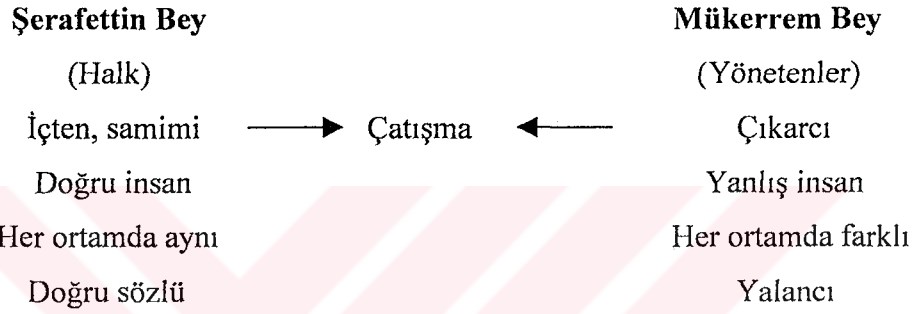 Şerafettin Bey Mükerrem Bey
(Halk) (Yönetenler)
İçten, samimi Çatışma Çıkarcı
Doğru insan Yanlış insan
Her ortamda aynı Her ortamda farklı
Doğru sözlü Yalancı